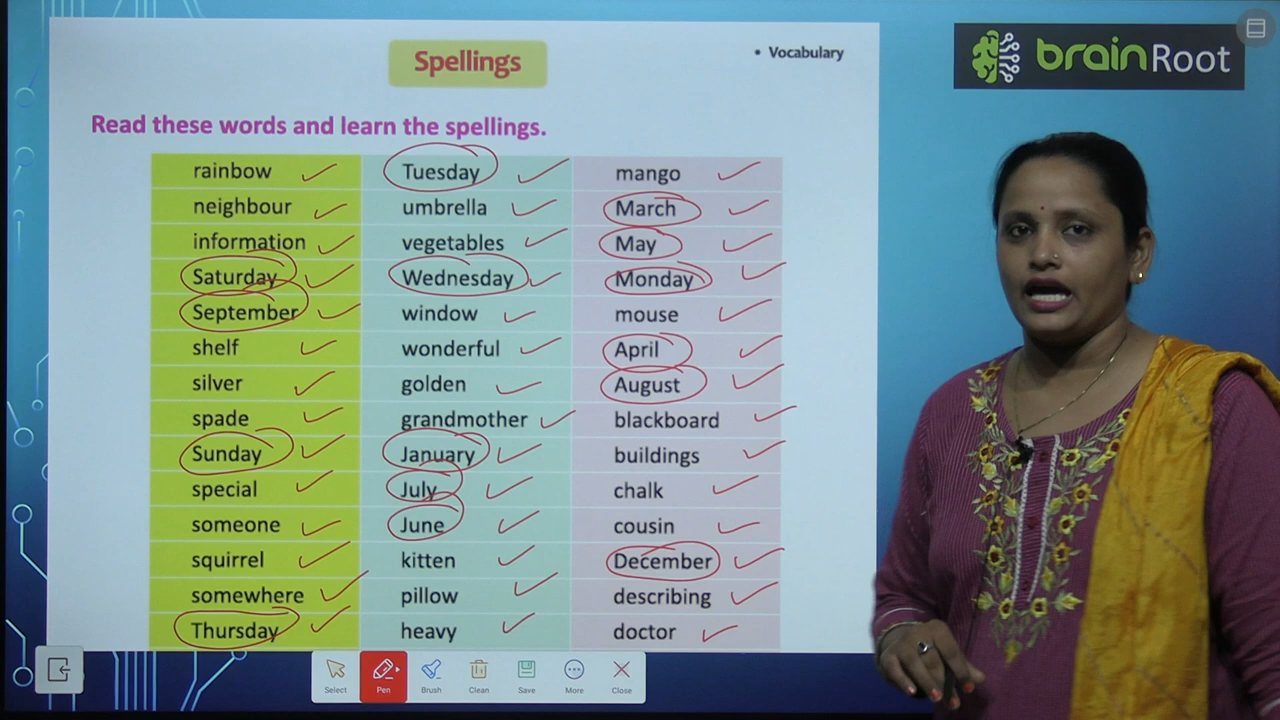 Spellings
• Vocabulary
brainRoot
Read these words and learn the spellings.
rainbow Tuesday mango
neighbour umbrella March
information vegetables May
Saturday Wednesday Monday
September window mouse
shelf wonderful April
silver golden August
spade grandmother blackboard
Sunday January buildings
special July chalk
someone June cousin
squirrel kitten December
somewhere pillow describing
Thursday heavy doctor
Select Pen Brush Clean Save More Close